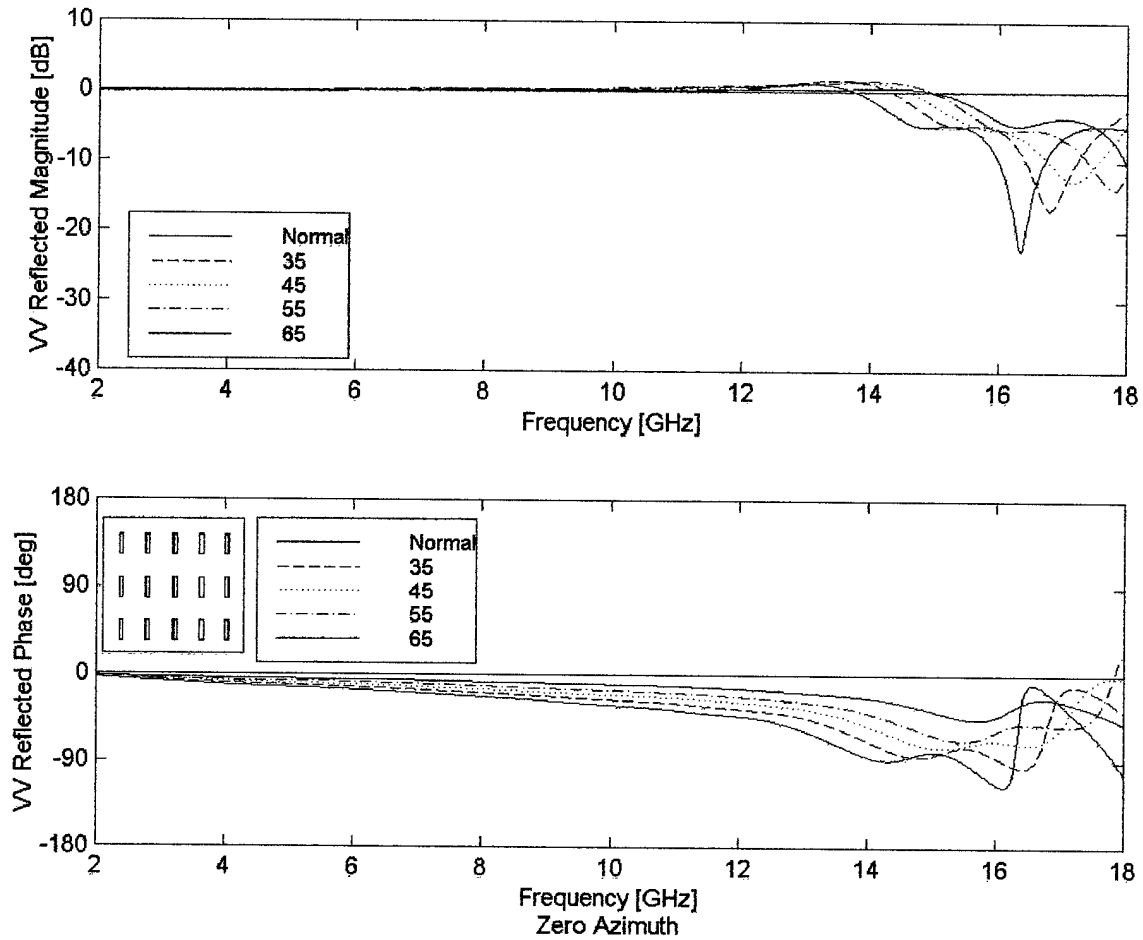 10
0
-10
-20
-30
-40
VV Reflected Magnitude [dB]
Normal
35
45
55
65
2 4 6 8 10 12 14 16 18
Frequency [GHz]
180
90
0
-90
-180
VV Reflected Phase [deg]
Normal
35
45
55
65
2 4 6 8 10 12 14 16 18
Frequency [GHz]
Zero Azimuth